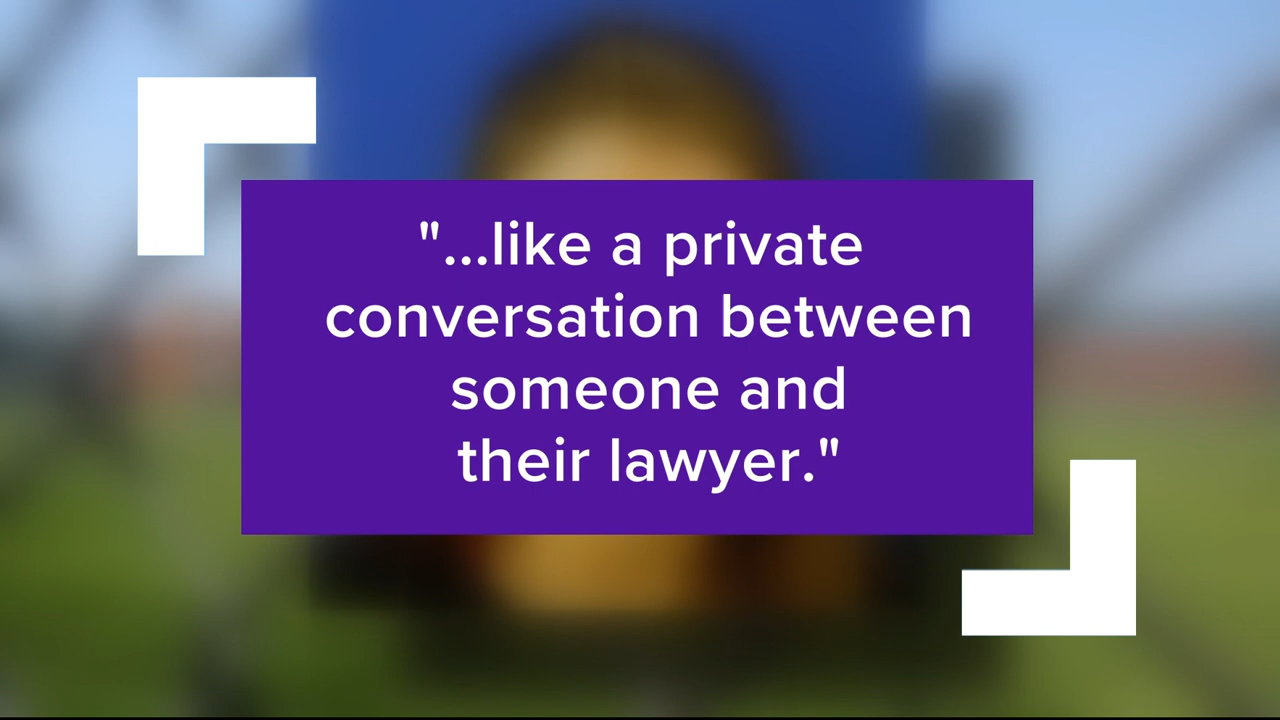 "...like a private
conversation between
someone and
their lawyer."